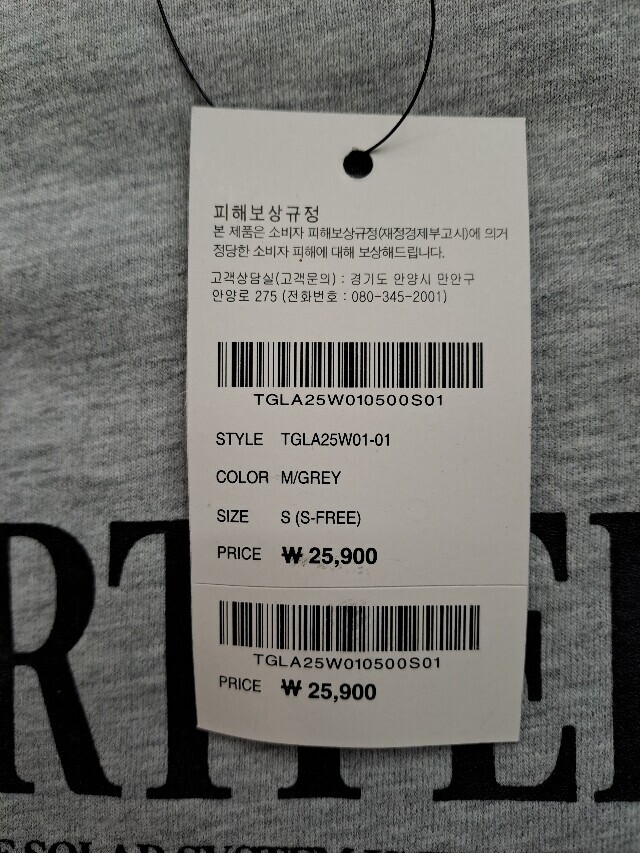 피해보상규정
본 제품은 소비자 피해보상규정(재정경제부고시)에 의거
정당한 소비자 피해에 대해 보상해드립니다.
고객상담실(고객문의) : 경기도 안양시 만안구
안양로 275 (전화번호 : 080-345-2001)
TGLA25W010500S01
STYLE TGLA25W01-01
COLOR M/GREY
SIZE S (S-FREE)
PRICE ₩ 25,900
TGLA25W010500S01
PRICE ₩ 25,900
SOLAR SYSTEM